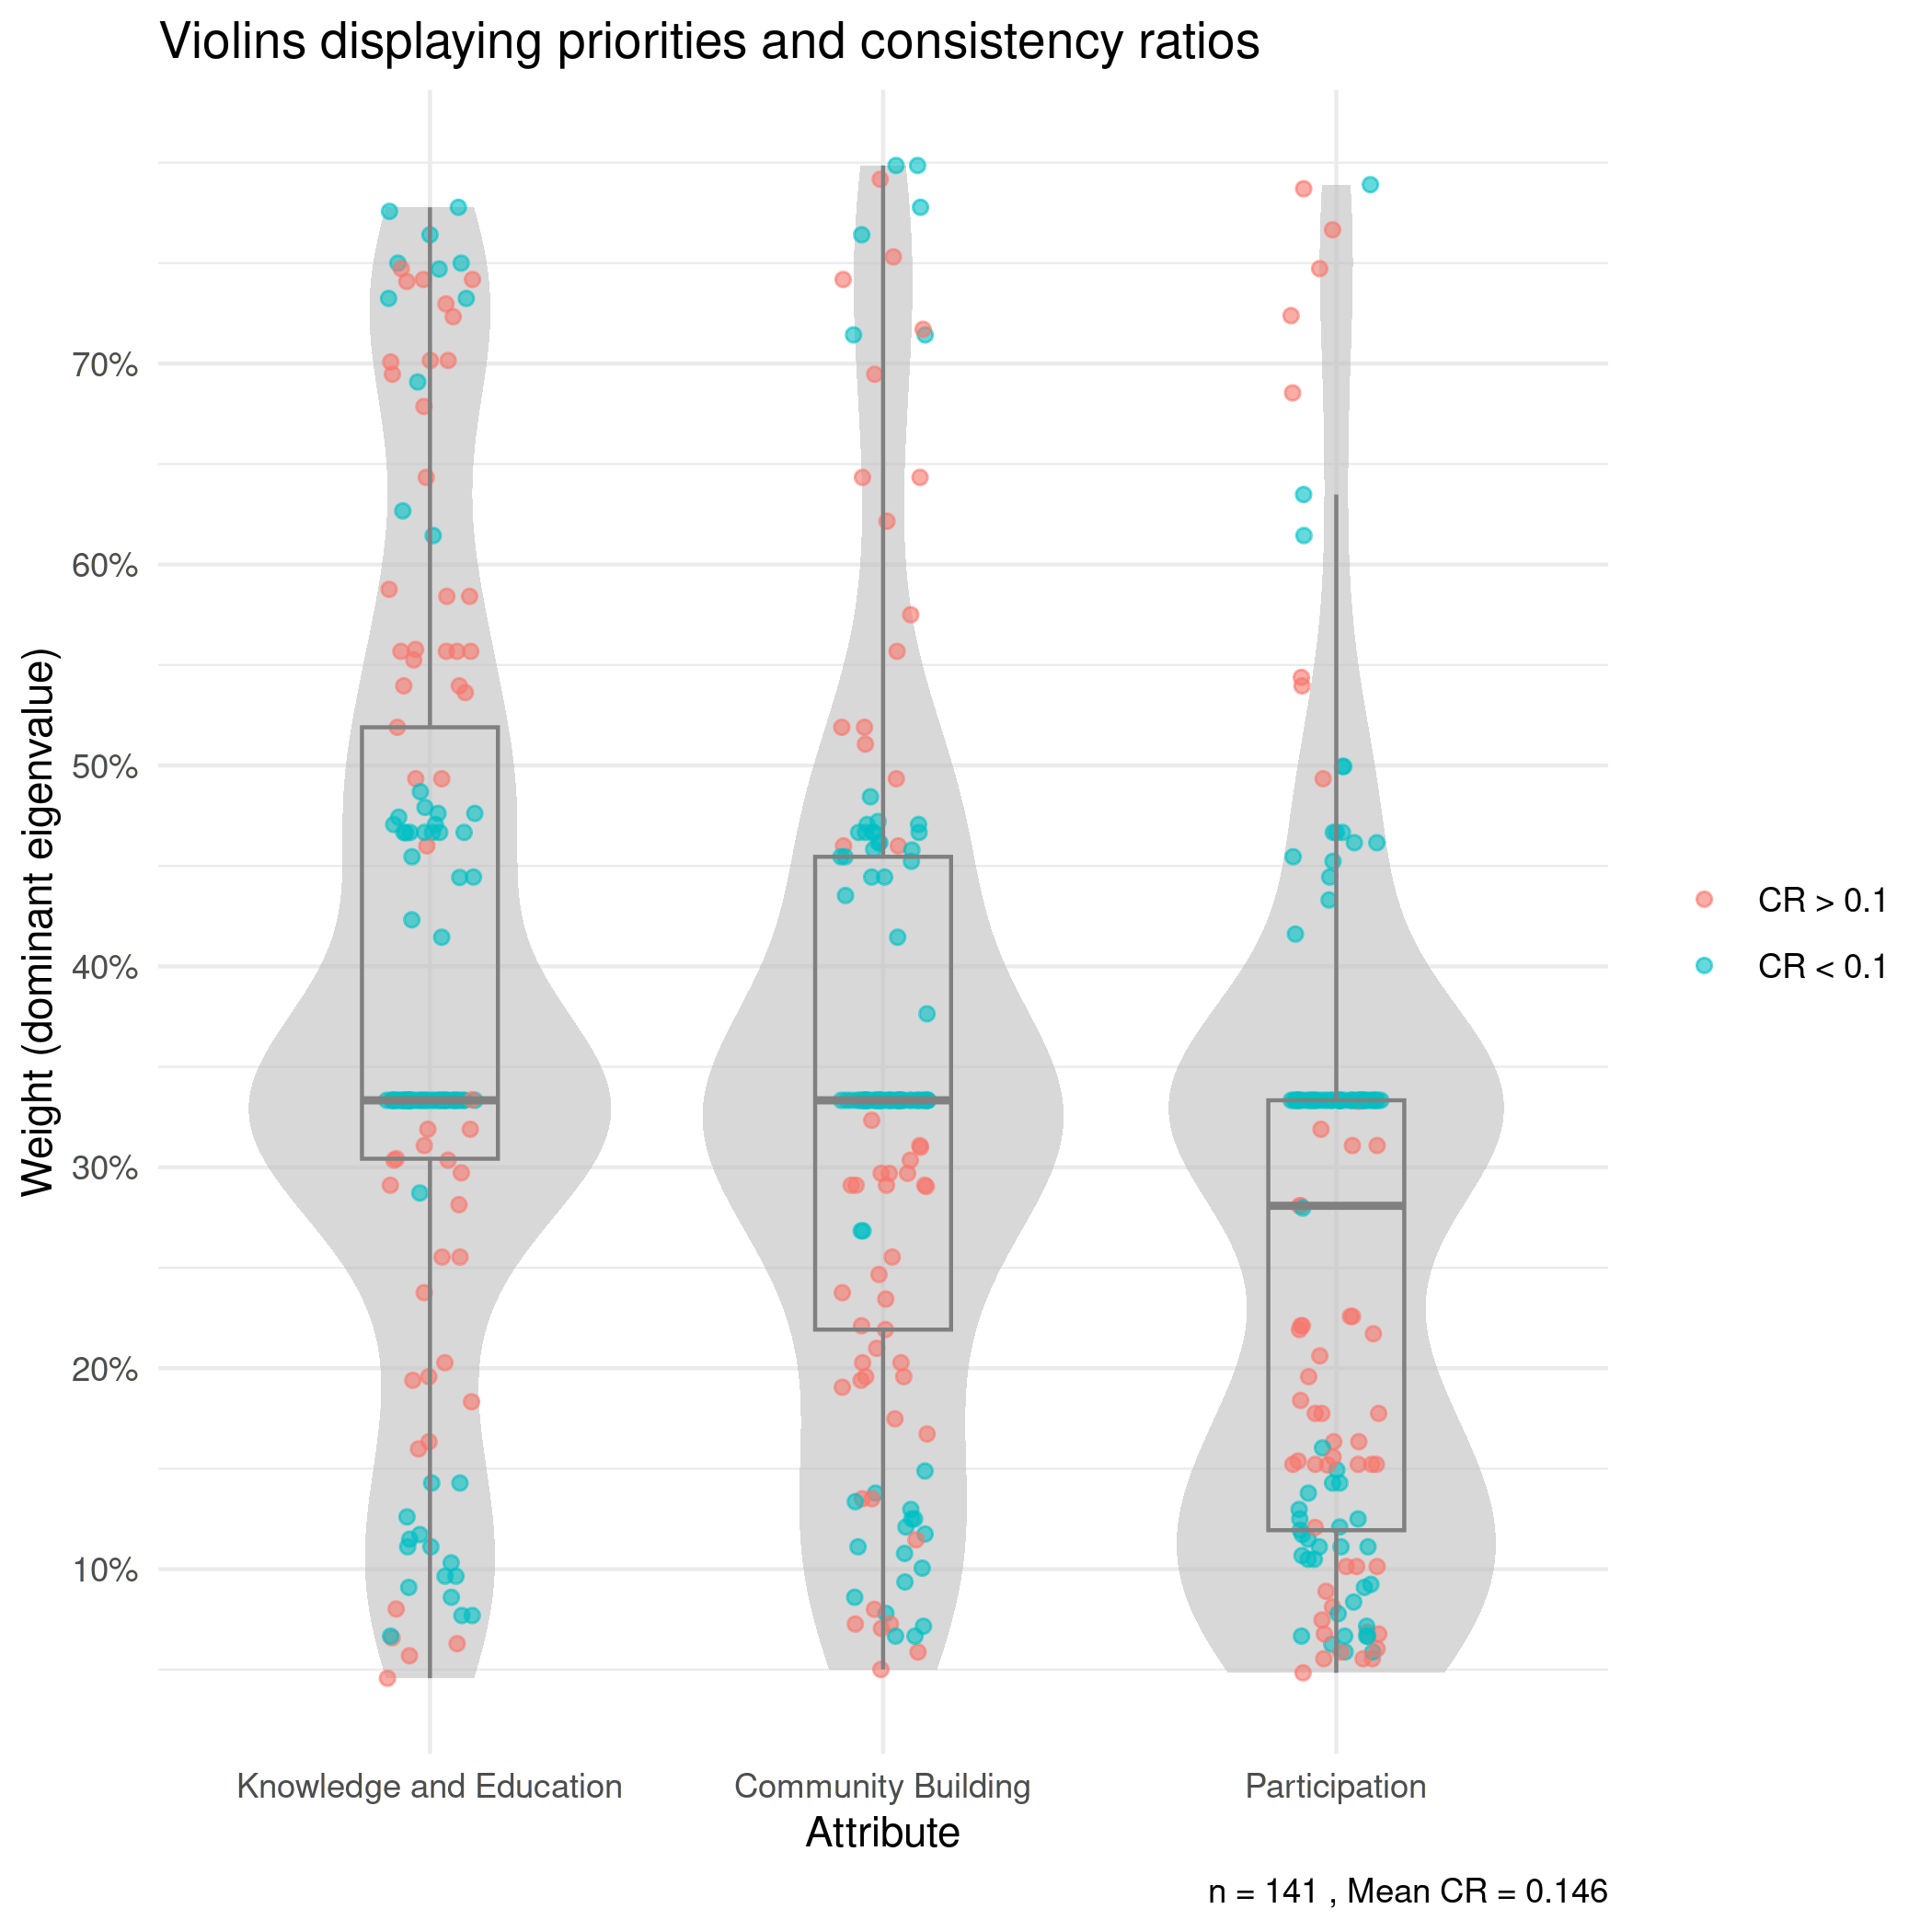 Violins displaying priorities and consistency ratios
Weight (dominant eigenvalue)
70%
60%
50%
40%
30%
20%
10%
CR > 0.1
CR < 0.1
Knowledge and Education
Community Building
Participation
Attribute
n = 141 , Mean CR = 0.146